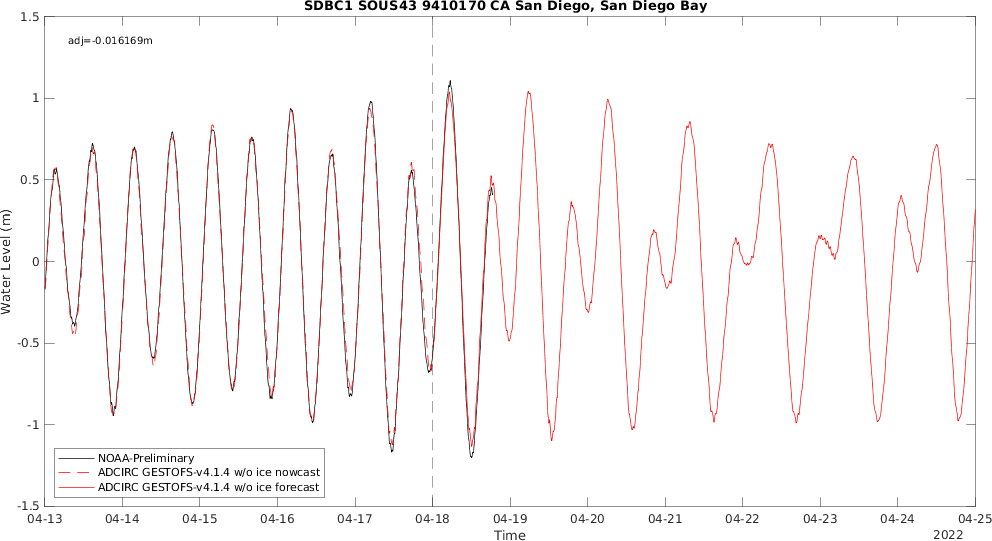 SDBC1 SOUS43 9410170 CA San Diego, San Diego Bay
1.5
adj=-0.016169m
1
0.5
0
-0.5
-1
-1.5
Water Level (m)
NOAA-Preliminary
ADCIRC GESTOFS-v4.1.4 w/o ice nowcast
ADCIRC GESTOFS-v4.1.4 w/o ice forecast
04-13 04-14 04-15 04-16 04-17 04-18 04-19 04-20 04-21 04-22 04-23 04-24 04-25
Time
2022